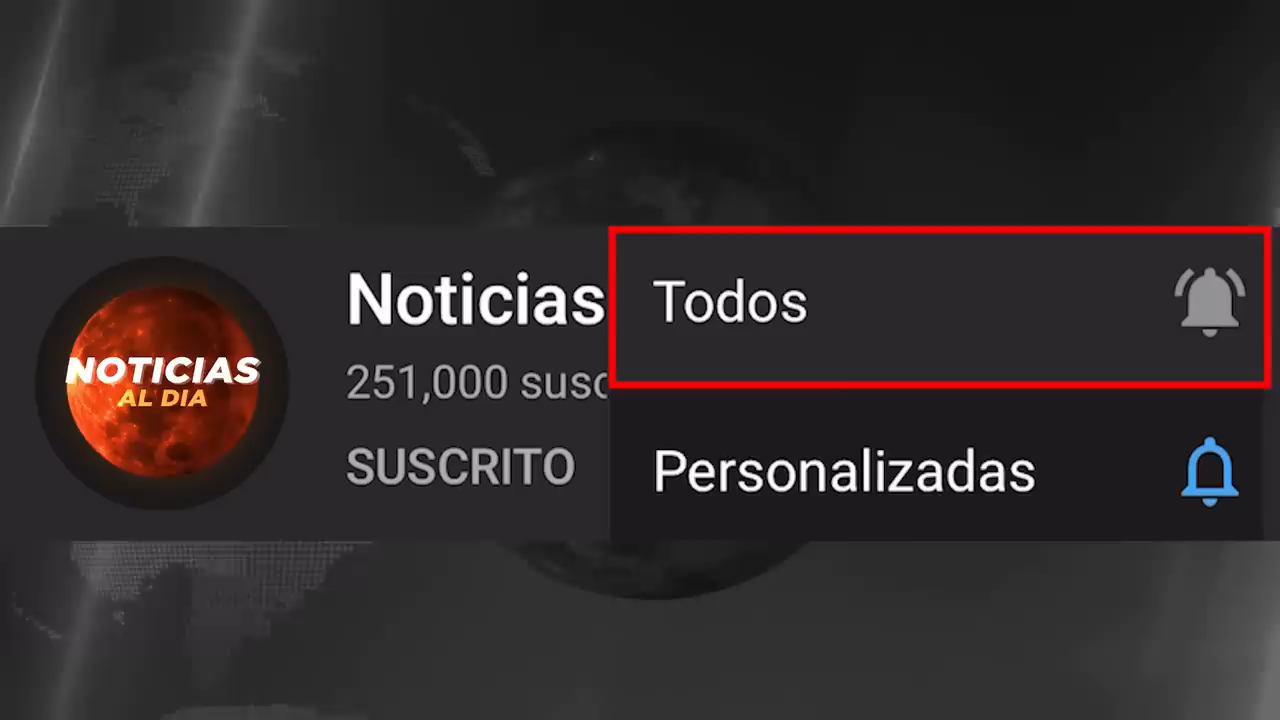 NOTICIAS
AL DIA
Noticias
251,000 susc
SUSCRITO
Todos
Personalizadas